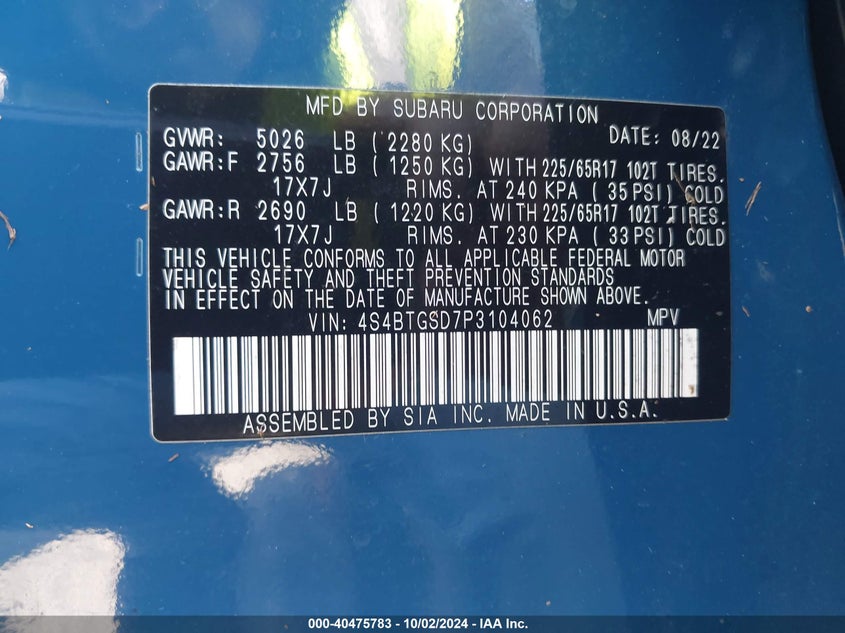 MFD BY SUBARU CORPORATION
GVWR: 5026 LB ( 2280 KG) DATE: 08/22
GAWR:F 2756 LB ( 1250 KG) WITH 225/65R17 102T TIRES.
17X7J RIMS. AT 240 KPA ( 35 PSI) COLD
GAWR:R 2690 LB ( 1220 KG) WITH 225/65R17 102T TIRES.
17X7J RIMS. AT 230 KPA ( 33 PSI) COLD
THIS VEHICLE CONFORMS TO ALL APPLICABLE FEDERAL MOTOR
VEHICLE SAFETY AND THEFT PREVENTION STANDARDS
IN EFFECT ON THE DATE OF MANUFACTURE SHOWN ABOVE.
VIN: 4S4BTGSD7P3104062 MPV
ASSEMBLED BY SIA INC. MADE IN U.S.A.
000-40475783 - 10/02/2024 - IAA Inc.